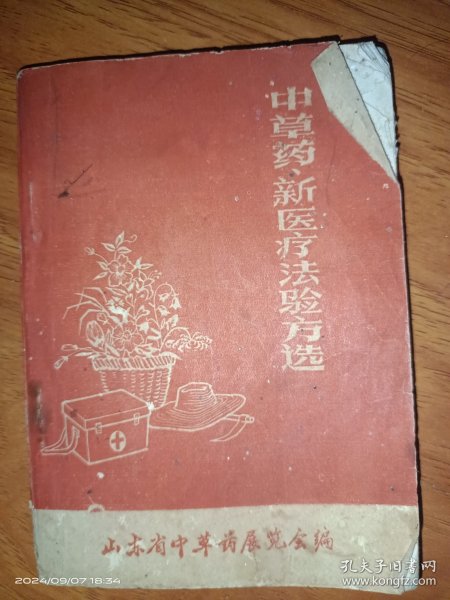 中草药、新医疗法验方选
山东省中草药展览会编
2024/09/07 18:34
孔夫子旧书网
kongfz.com